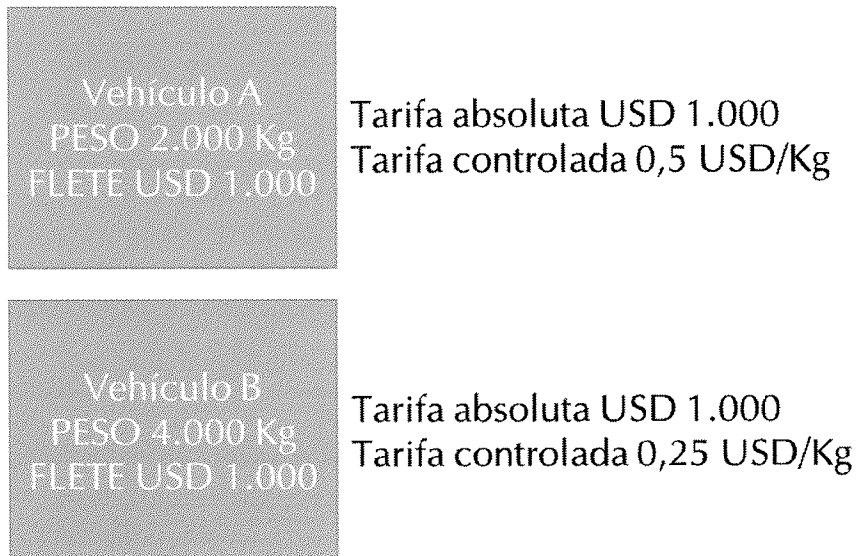 Vehículo A
PESO 2.000 Kg
FLETE USD 1.000
Tarifa absoluta USD 1.000
Tarifa controlada 0,5 USD/Kg
Vehículo B
PESO 4.000 Kg
FLETE USD 1.000
Tarifa absoluta USD 1.000
Tarifa controlada 0,25 USD/Kg